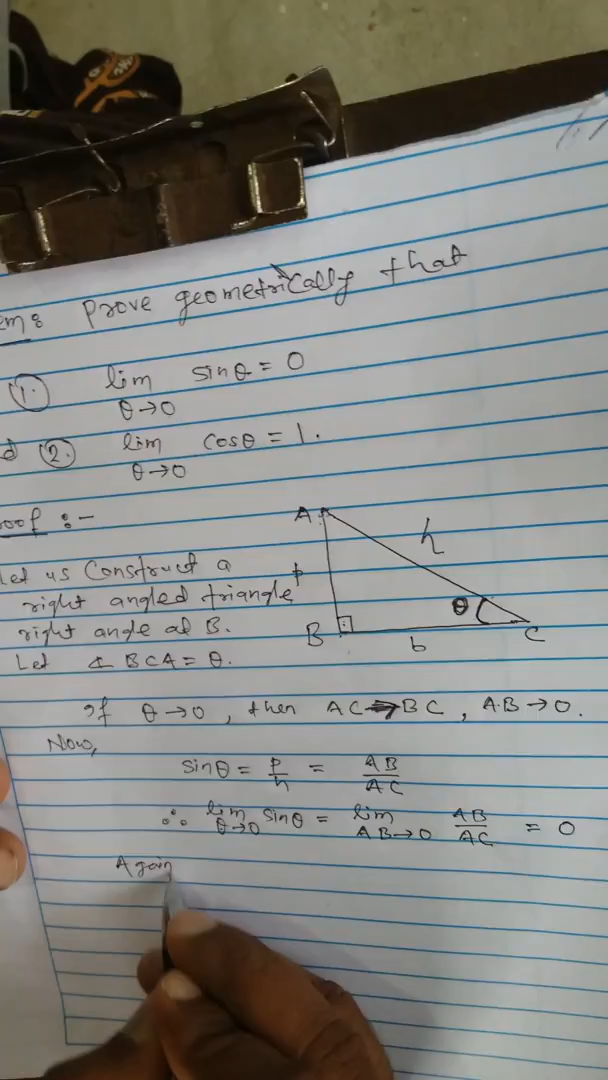 em: Prove geometrically that
1. lim sinθ = 0
θ→0
d 2. lim cosθ = 1.
θ→0
roof :-
Let us Construct a
right angled triangle,
right angle at B.
Let ∡ BCA = θ.
A
h
p
θ
B
b
C
If θ→0, then AC→BC, AB→0.
Now,
sinθ = p/h = AB/AC
∴ lim θ→0 sinθ = lim AB→0 AB/AC = 0
Again